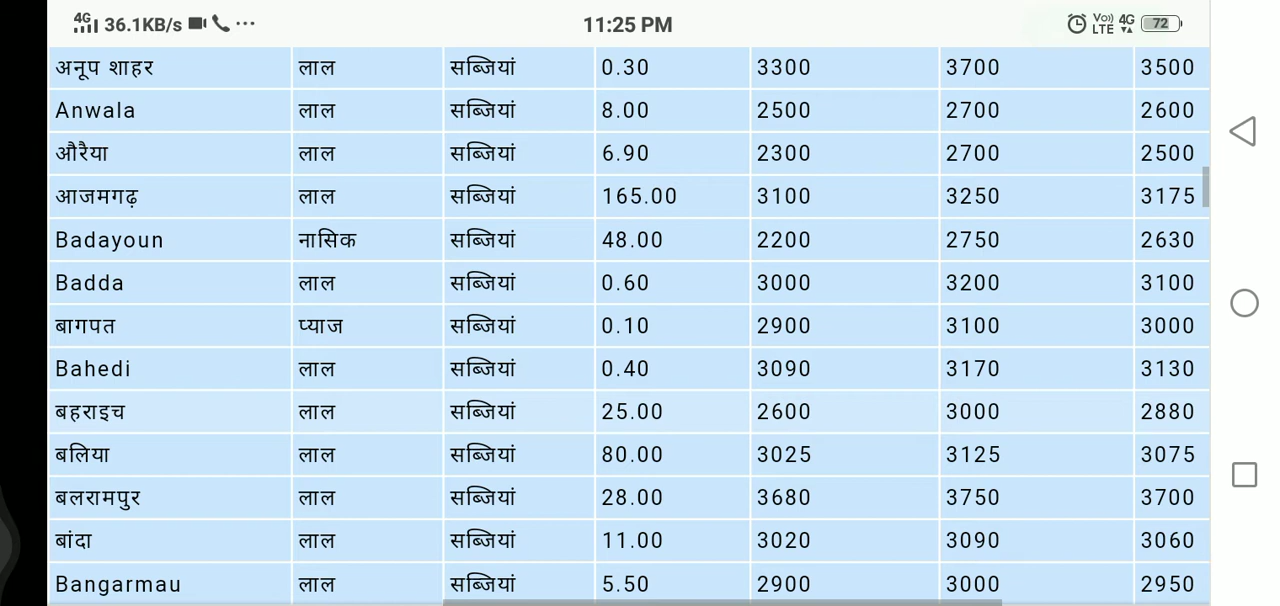 4G 36.1KB/s ... 11:25 PM Vo) LTE 4G 72
अनूप शाहर लाल सब्जियां 0.30 3300 3700 3500
Anwala लाल सब्जियां 8.00 2500 2700 2600
औरैया लाल सब्जियां 6.90 2300 2700 2500
आजमगढ़ लाल सब्जियां 165.00 3100 3250 3175
Badayoun नासिक सब्जियां 48.00 2200 2750 2630
Badda लाल सब्जियां 0.60 3000 3200 3100
बागपत प्याज सब्जियां 0.10 2900 3100 3000
Bahedi लाल सब्जियां 0.40 3090 3170 3130
बहराइच लाल सब्जियां 25.00 2600 3000 2880
बलिया लाल सब्जियां 80.00 3025 3125 3075
बलरामपुर लाल सब्जियां 28.00 3680 3750 3700
बांदा लाल सब्जियां 11.00 3020 3090 3060
Bangarmau लाल सब्जियां 5.50 2900 3000 2950